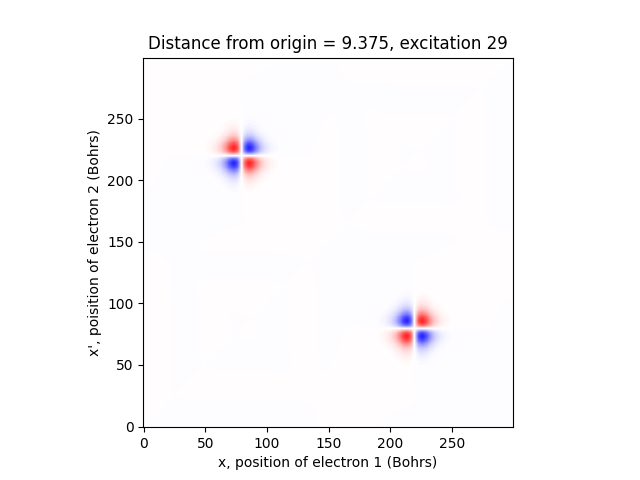 Distance from origin = 9.375, excitation 29
x', poisition of electron 2 (Bohrs)
250
200
150
100
50
0
0 50 100 150 200 250
x, position of electron 1 (Bohrs)